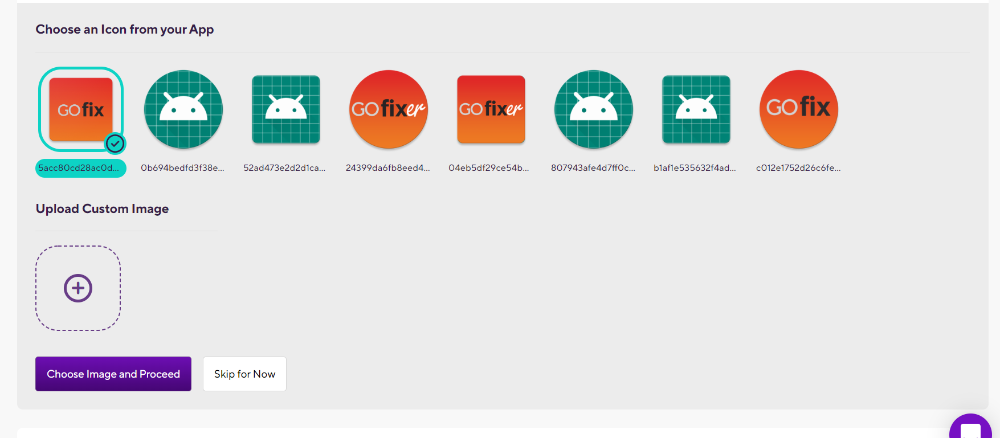 Choose an Icon from your App
GOfix
GOfixer
GOfixer
GOfix
5acc80cd28ac0d...
0b694bedfd3f38e...
52ad473e2d2d1ca...
24399da6fb8eed4...
04eb5df29ce54b...
807943afe4d7ff0c...
b1af1e535632f4ad...
c012e1752d26c6fe...
Upload Custom Image
Choose Image and Proceed
Skip for Now